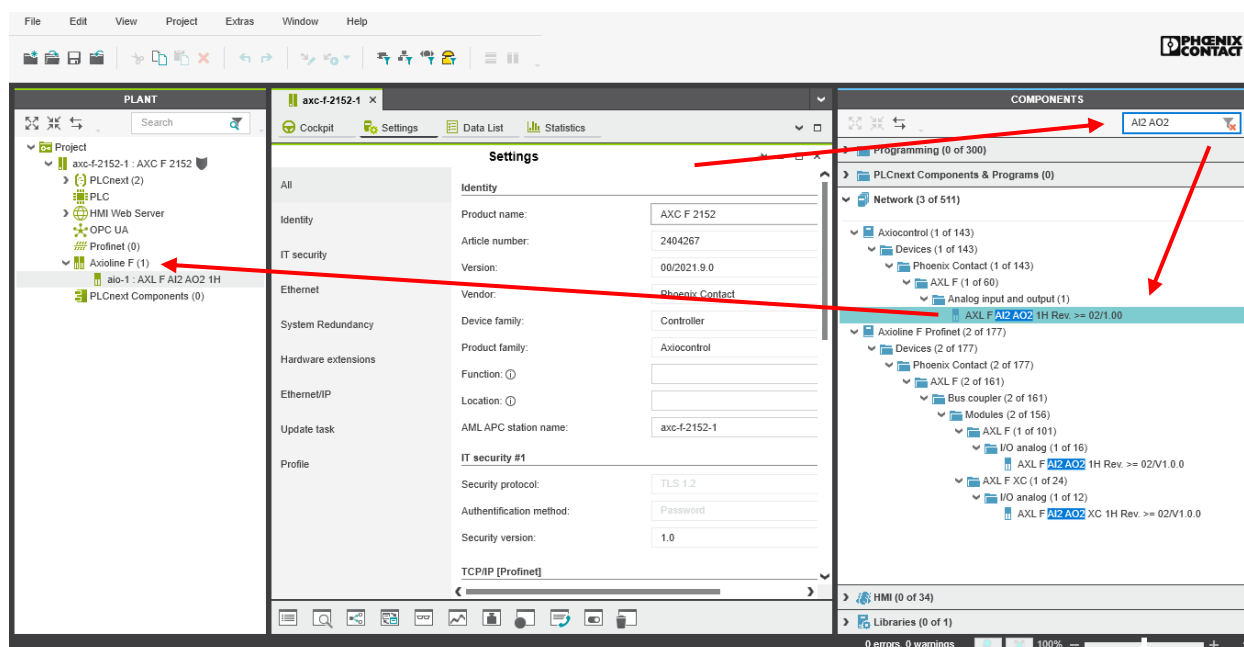 File Edit View Project Extras Window Help
PHŒNIX
CONTACT
PLANT
Search
Project
axc-f-2152-1 : AXC F 2152
PLCnext (2)
PLC
HMI Web Server
OPC UA
Profinet (0)
Axioline F (1)
aio-1 : AXL F AI2 AO2 1H
PLCnext Components (0)
axc-f-2152-1 ×
Cockpit Settings Data List Statistics
Settings
All
Identity
IT security
Ethernet
System Redundancy
Hardware extensions
Ethernet/IP
Update task
Profile
Identity
Product name: AXC F 2152
Article number: 2404267
Version: 00/2021.9.0
Vendor: Phoenix Contact
Device family: Controller
Product family: Axiocontrol
Function:
Location:
AML APC station name: axc-f-2152-1
IT security #1
Security protocol: TLS 1.2
Authentification method: Password
Security version: 1.0
TCP/IP [Profinet]
COMPONENTS
AI2 AO2
Programming (0 of 300)
PLCnext Components & Programs (0)
Network (3 of 511)
Axiocontrol (1 of 143)
Devices (1 of 143)
Phoenix Contact (1 of 143)
AXL F (1 of 60)
Analog input and output (1)
AXL F AI2 AO2 1H Rev. >= 02/1.00
Axioline F Profinet (2 of 177)
Devices (2 of 177)
Phoenix Contact (2 of 177)
AXL F (2 of 161)
Bus coupler (2 of 161)
Modules (2 of 156)
AXL F (1 of 101)
I/O analog (1 of 16)
AXL F AI2 AO2 1H Rev. >= 02/V1.0.0
AXL F XC (1 of 24)
I/O analog (1 of 12)
AXL F AI2 AO2 XC 1H Rev. >= 02/V1.0.0
HMI (0 of 34)
Libraries (0 of 1)
0 errors, 0 warnings 100%